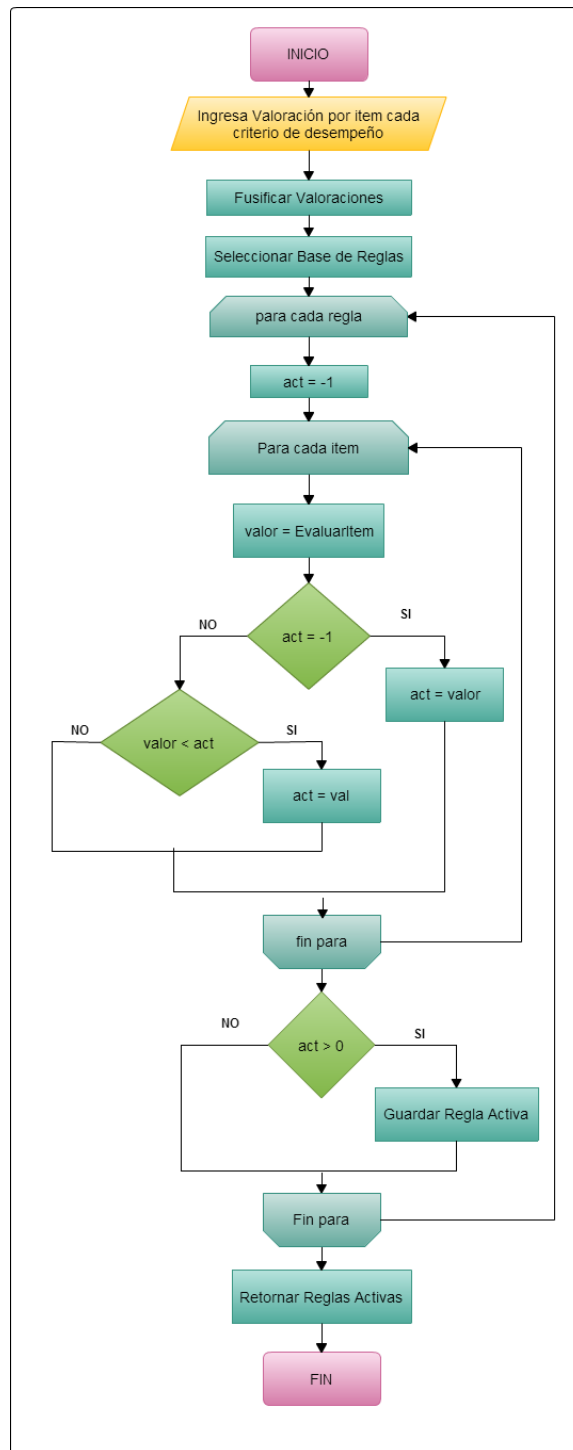 INICIO
Ingresa Valoración por item cada
criterio de desempeño
Fusificar Valoraciones
Seleccionar Base de Reglas
para cada regla
act = -1
Para cada item
valor = EvaluarItem
act = -1
NO
SI
act = valor
valor < act
NO
SI
act = val
fin para
act > 0
NO
SI
Guardar Regla Activa
Fin para
Retornar Reglas Activas
FIN